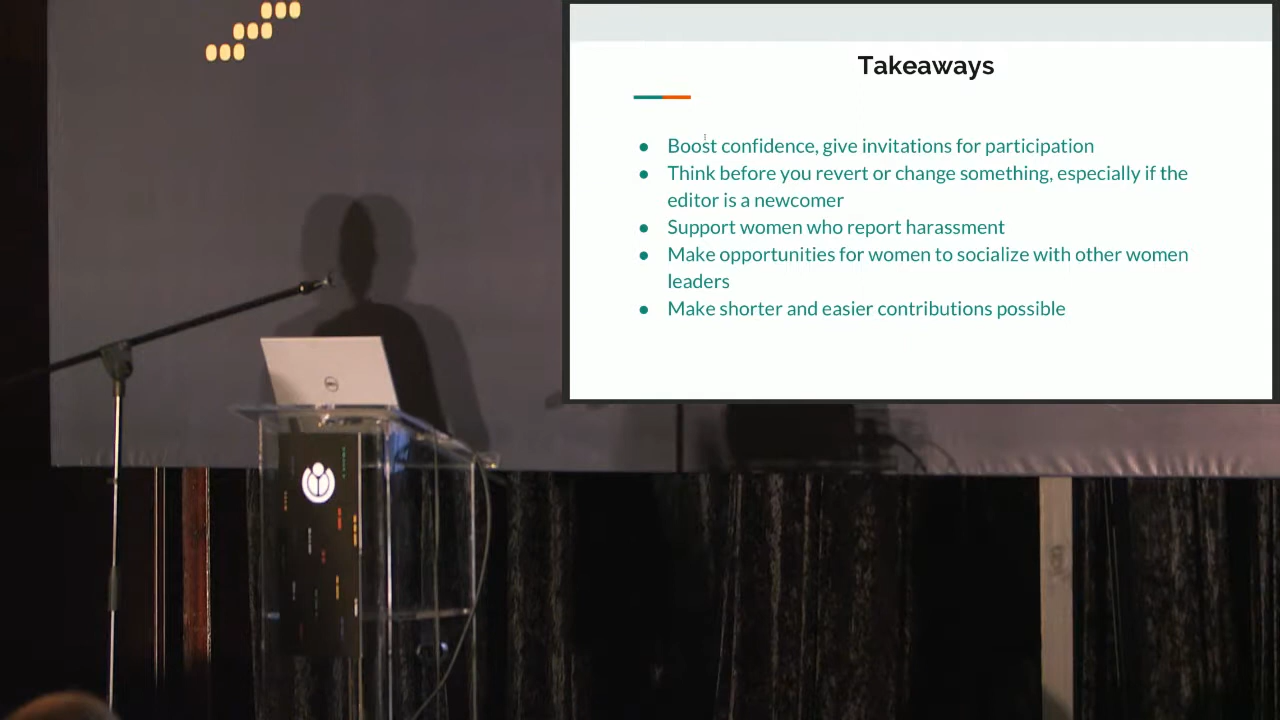 Takeaways
● Boost confidence, give invitations for participation
● Think before you revert or change something, especially if the
editor is a newcomer
● Support women who report harassment
● Make opportunities for women to socialize with other women
leaders
● Make shorter and easier contributions possible
DELL